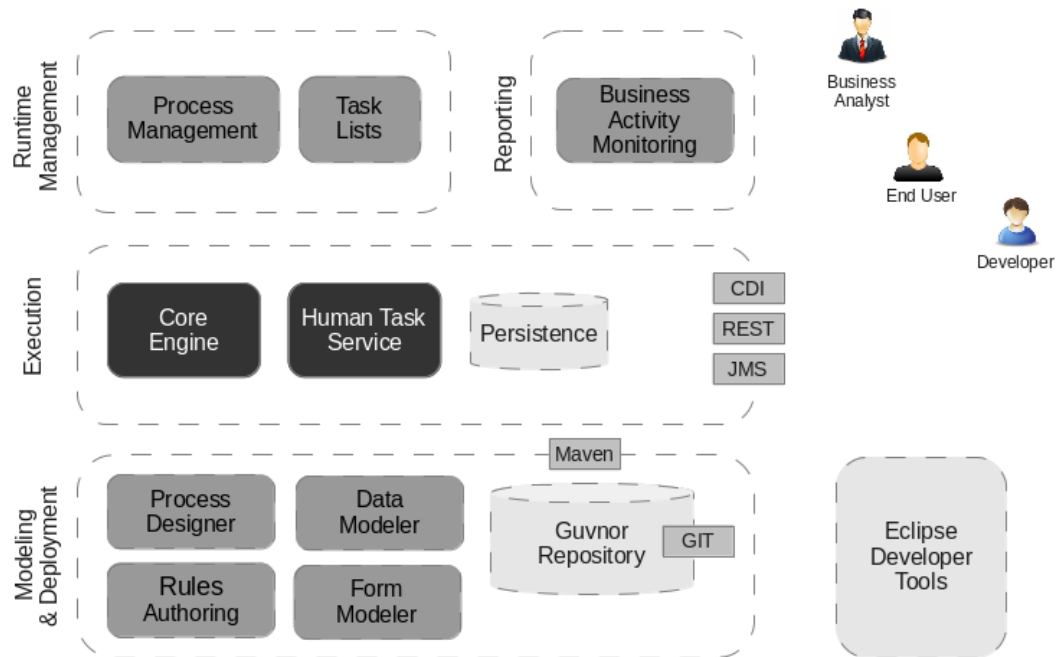 Runtime
Management
Process
Management
Task
Lists
Reporting
Business
Activity
Monitoring
Business
Analyst
End User
Developer
Execution
Core
Engine
Human Task
Service
Persistence
CDI
REST
JMS
Modeling
& Deployment
Process
Designer
Data
Modeler
Rules
Authoring
Form
Modeler
Maven
Guvnor
Repository
GIT
Eclipse
Developer
Tools